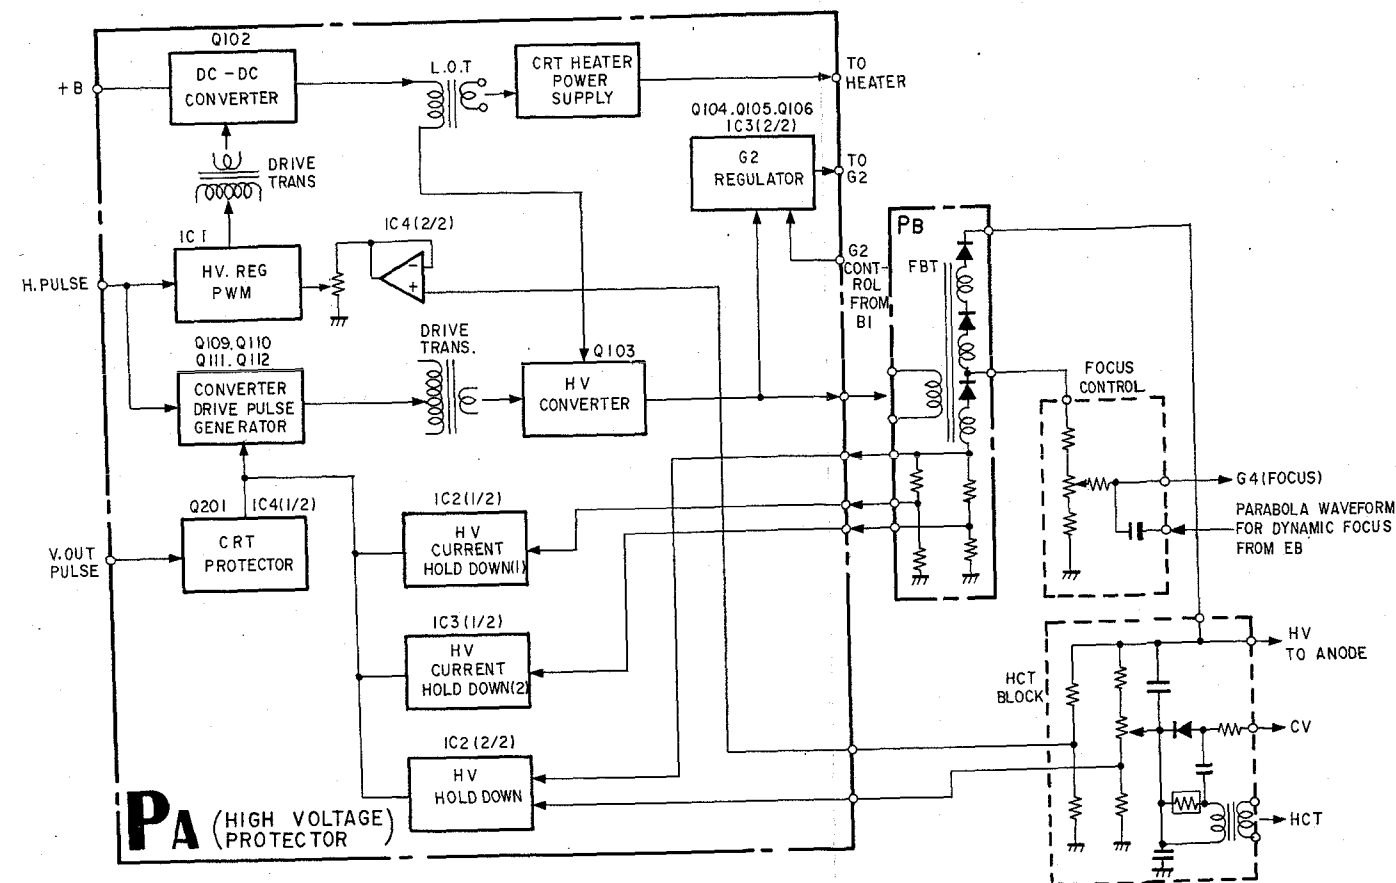 Q102
+B
DC-DC
CONVERTER
L.O.T
CRT HEATER
POWER
SUPPLY
TO
HEATER
Q104.Q105.Q106
IC3(2/2)
G2
REGULATOR
TO
G2
DRIVE
TRANS
IC1
HV. REG
PWM
H.PULSE
IC4(2/2)
-
+
G2
CONT-
ROL
FROM
B1
PB
FBT
Q109.Q110
Q111.Q112
CONVERTER
DRIVE PULSE
GENERATOR
DRIVE
TRANS.
Q103
HV
CONVERTER
FOCUS
CONTROL
G4(FOCUS)
PARABOLA WAVEFORM
FOR DYNAMIC FOCUS
FROM EB
Q201
IC4(1/2)
CRT
PROTECTOR
V.OUT
PULSE
IC2(1/2)
HV
CURRENT
HOLD DOWN(1)
IC3(1/2)
HV
CURRENT
HOLD DOWN(2)
IC2(2/2)
HV
HOLD DOWN
HCT
BLOCK
HV
TO ANODE
CV
HCT
PA (HIGH VOLTAGE
PROTECTOR)